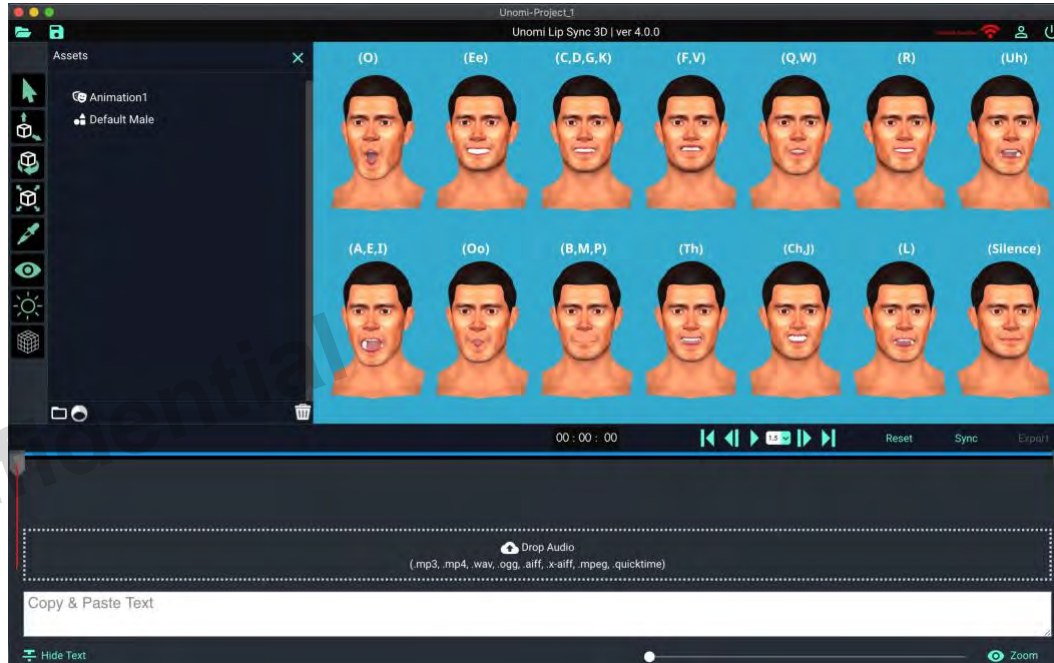 Unomi-Project_1
Unomi Lip Sync 3D | ver 4.0.0
Assets
Animation1
Default Male
(O) (Ee) (C,D,G,K) (F,V) (Q,W) (R) (Uh)
(A,E,I) (Oo) (B,M,P) (Th) (Ch,J) (L) (Silence)
00 : 00 : 00 1.5 Reset Sync Export
Drop Audio
(.mp3, .mp4, .wav, .ogg, .aiff, .x-aiff, .mpeg, .quicktime)
Copy & Paste Text
Hide Text Zoom